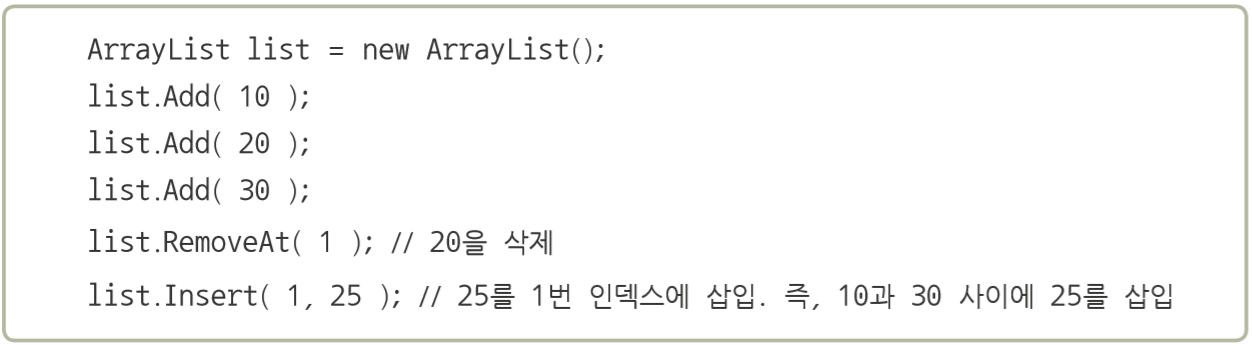 ArrayList list = new ArrayList();
list.Add( 10 );
list.Add( 20 );
list.Add( 30 );
list.RemoveAt( 1 ); // 20을 삭제
list.Insert( 1, 25 ); // 25를 1번 인덱스에 삽입. 즉, 10과 30 사이에 25를 삽입